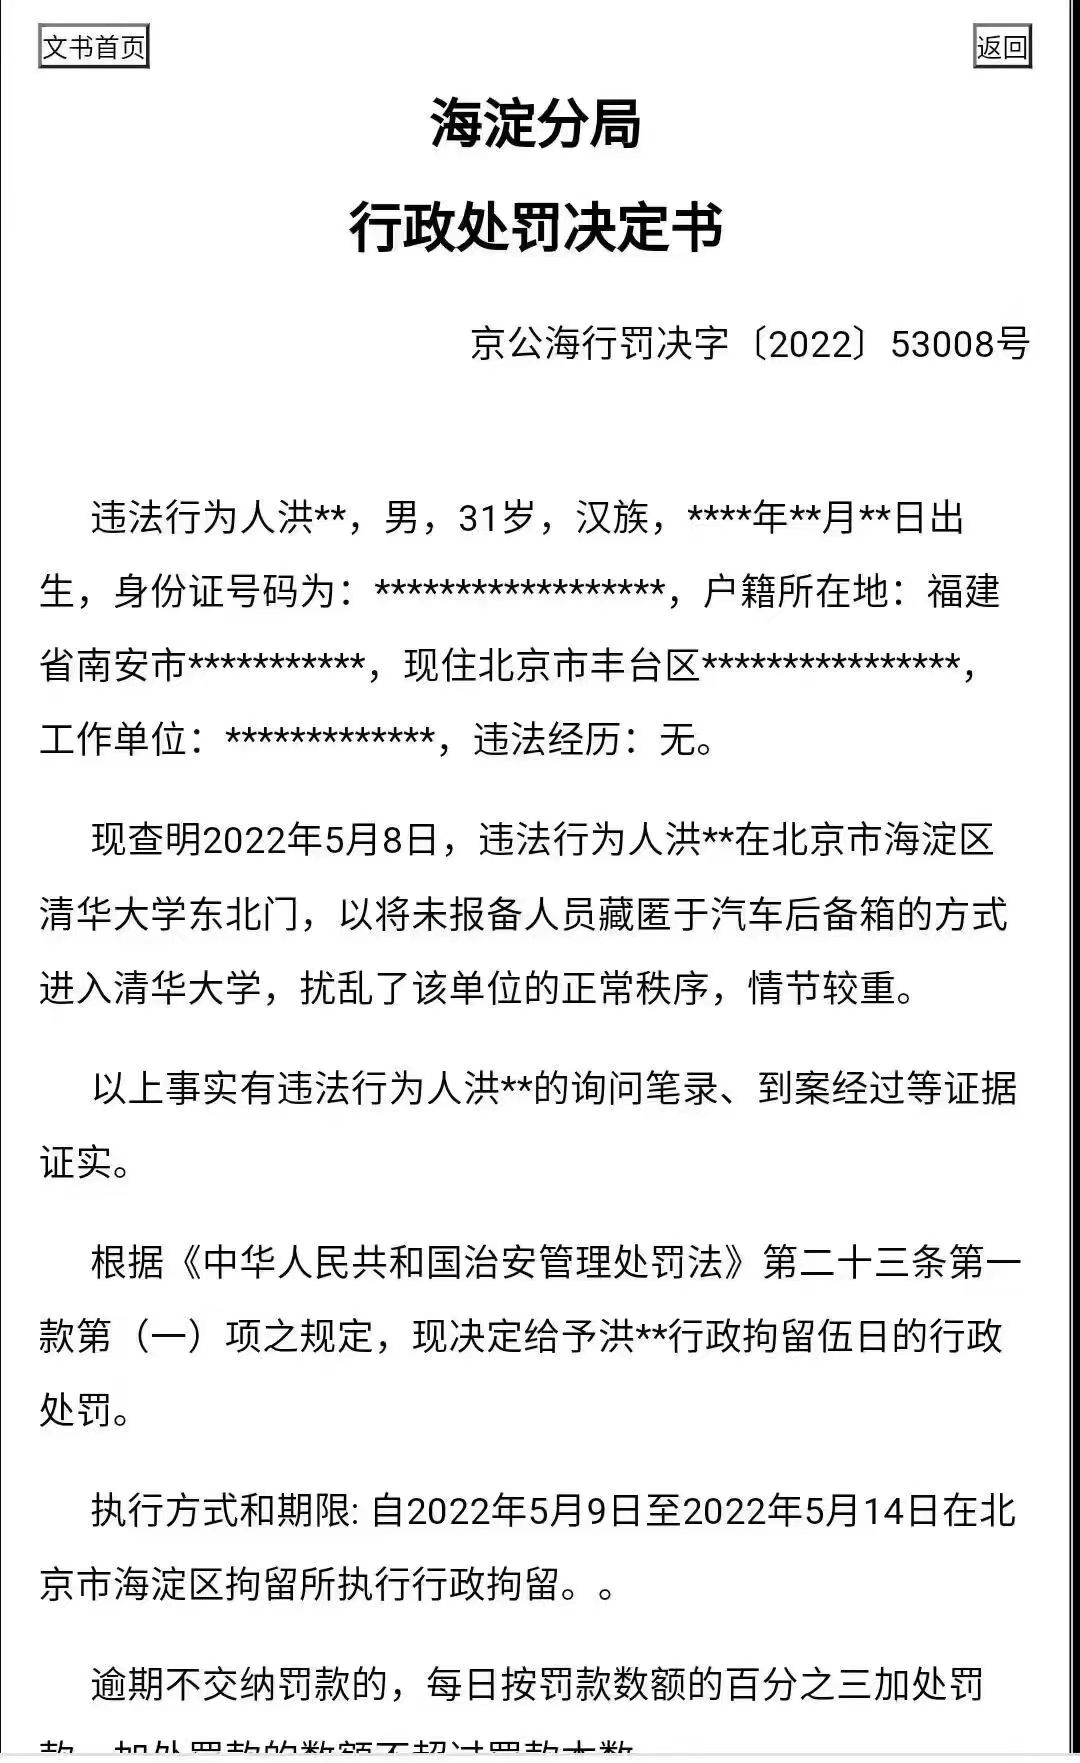 文书首页
返回
海淀分局
行政处罚决定书
京公海行罚决字〔2022〕53008号
违法行为人洪**，男，31岁，汉族，****年**月**日出
生，身份证号码为：******************，户籍所在地：福建
省南安市***********，现住北京市丰台区****************，
工作单位：*************，违法经历：无。
现查明2022年5月8日，违法行为人洪**在北京市海淀区
清华大学东北门，以将未报备人员藏匿于汽车后备箱的方式
进入清华大学，扰乱了该单位的正常秩序，情节较重。
以上事实有违法行为人洪**的询问笔录、到案经过等证据
证实。
根据《中华人民共和国治安管理处罚法》第二十三条第一
款第（一）项之规定，现决定给予洪**行政拘留伍日的行政
处罚。
执行方式和期限: 自2022年5月9日至2022年5月14日在北
京市海淀区拘留所执行行政拘留。。
逾期不交纳罚款的，每日按罚款数额的百分之三加处罚
款，加处罚款的数额不超过罚款本数。